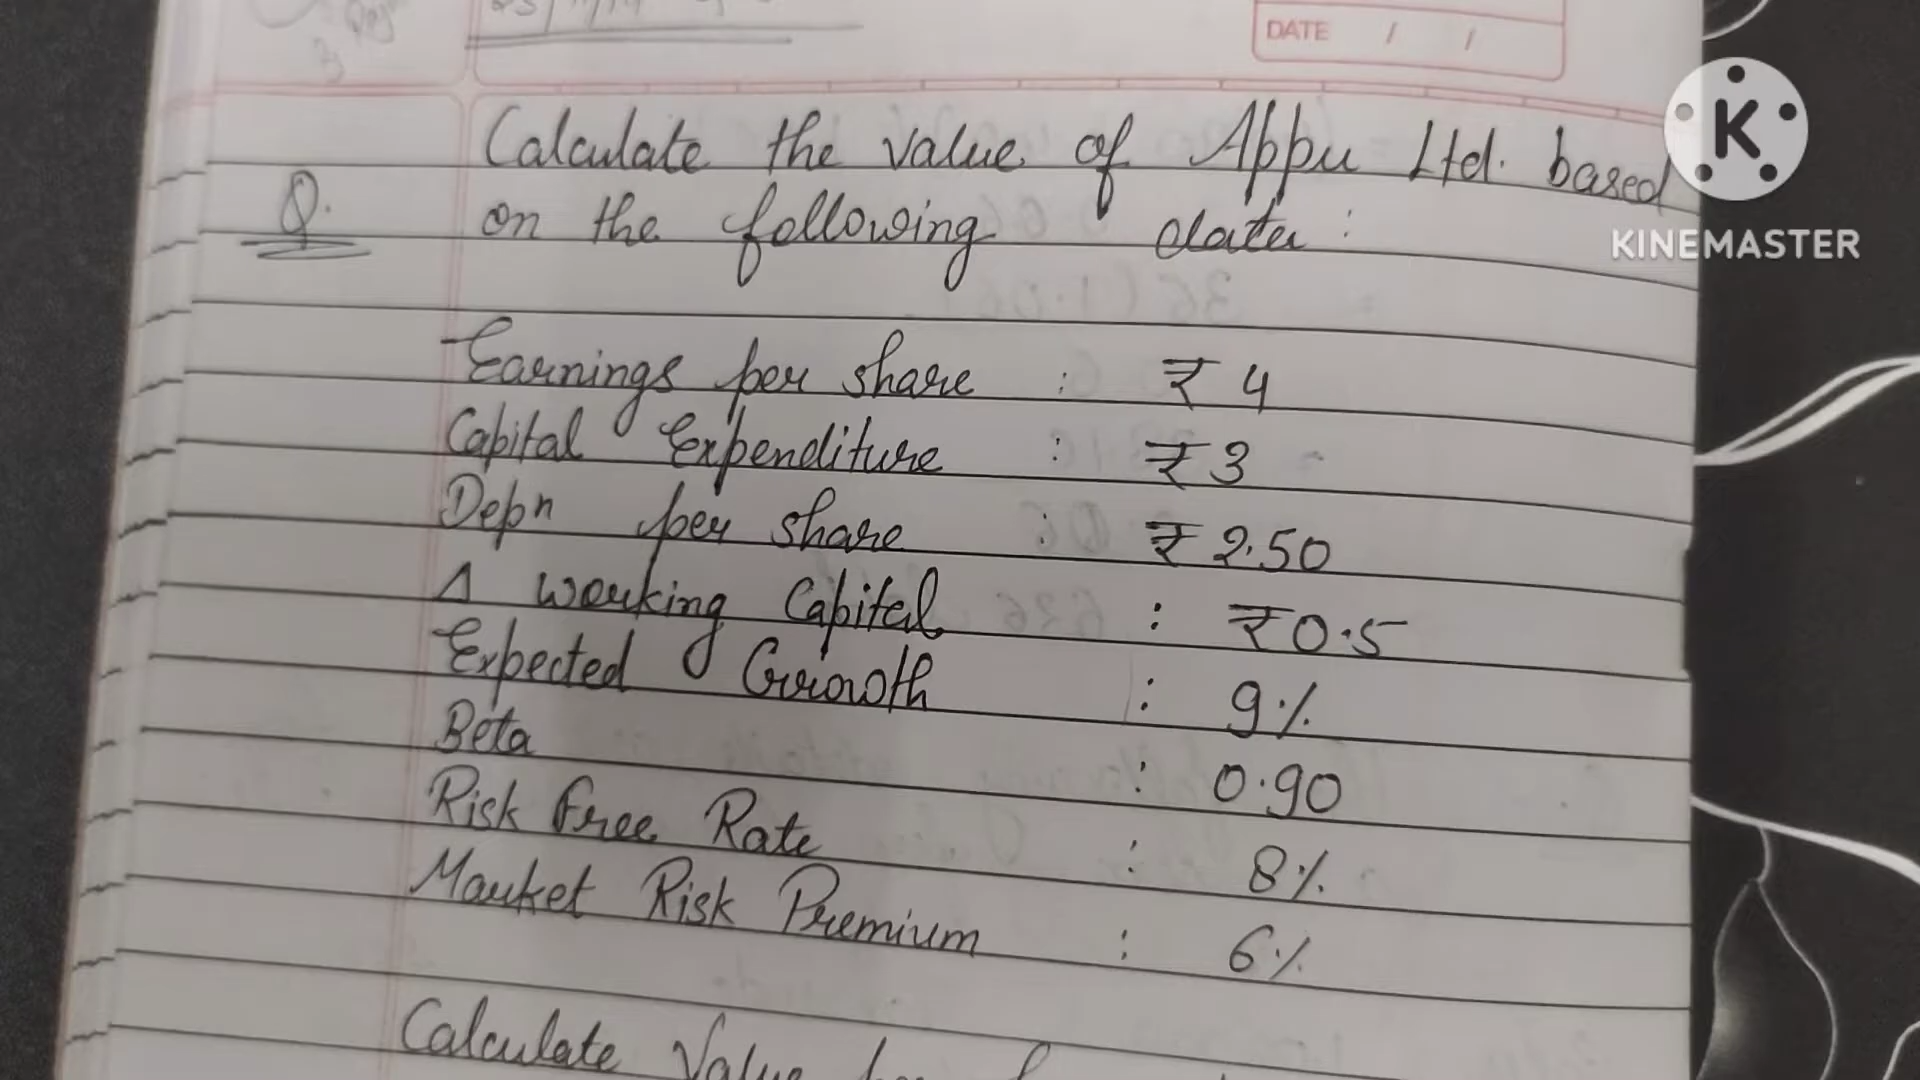 DATE / /
Calculate the value of Appu Ltd. based
Q. on the following data :
Earnings per share : ₹ 4
Capital Expenditure : ₹ 3
Depn per share : ₹ 2.50
Δ Working Capital : ₹0.5
Expected Growth : 9%
Beta : 0.90
Risk Free Rate : 8%
Market Risk Premium : 6%
Calculate Value
K
KINEMASTER